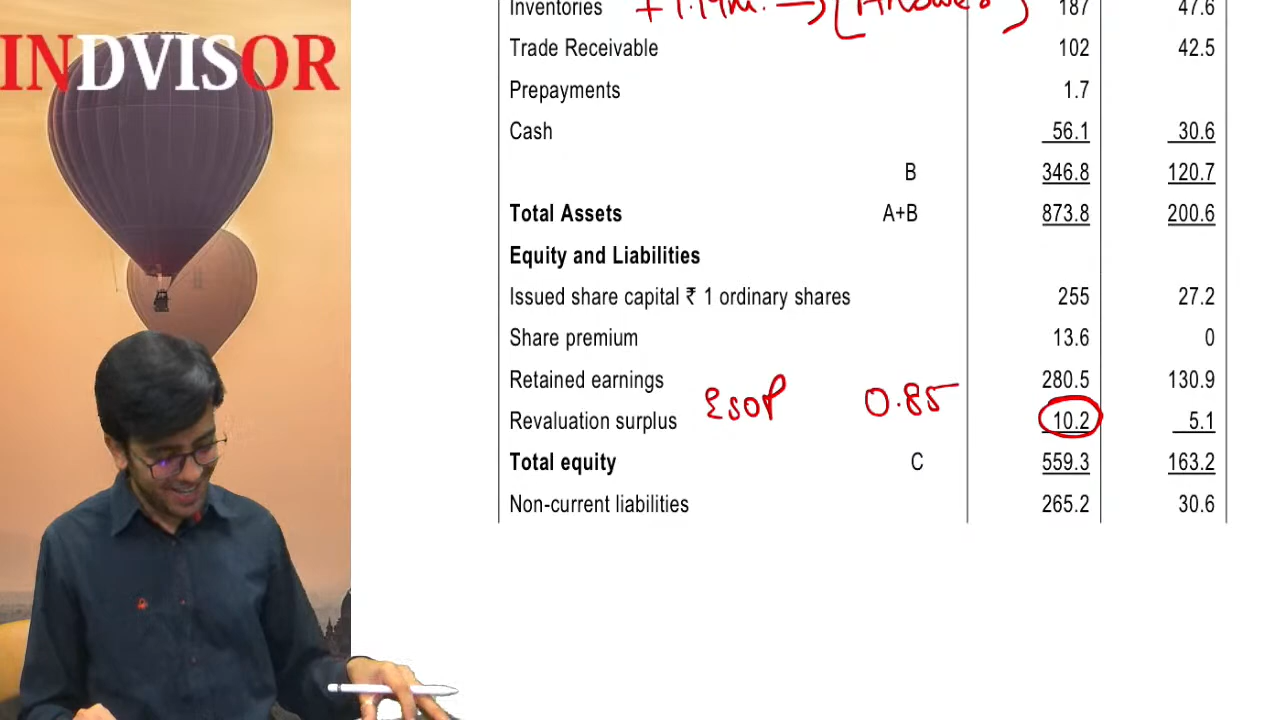 INDVISOR
Inventories + 1.19m. → [Answer] 187 47.6
Trade Receivable 102 42.5
Prepayments 1.7
Cash 56.1 30.6
B 346.8 120.7
Total Assets A+B 873.8 200.6
Equity and Liabilities
Issued share capital ₹ 1 ordinary shares 255 27.2
Share premium 13.6 0
Retained earnings 280.5 130.9
ESOP 0.85
Revaluation surplus 10.2 5.1
Total equity C 559.3 163.2
Non-current liabilities 265.2 30.6